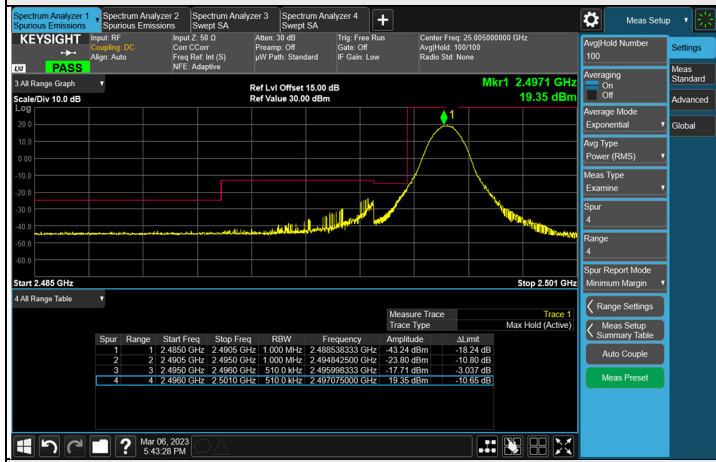 Spectrum Analyzer 1
Spurious Emissions
Spectrum Analyzer 2
Spurious Emissions
Spectrum Analyzer 3
Swept SA
Spectrum Analyzer 4
Swept SA
Meas Setup
KEYSIGHT
LXI
PASS
Input: RF
Coupling: DC
Align: Auto
Input Z: 50 Ω
Corr CCorr
Freq Ref: Int (S)
NFE: Adaptive
Atten: 30 dB
Preamp: Off
µW Path: Standard
Trig: Free Run
Gate: Off
IF Gain: Low
Center Freq: 25.005000000 GHz
Avg|Hold: 100/100
Radio Std: None
3 All Range Graph
Scale/Div 10.0 dB
Ref Lvl Offset 15.00 dB
Ref Value 30.00 dBm
Mkr1 2.4971 GHz
19.35 dBm
Log
20.0
10.0
0.00
-10.0
-20.0
-30.0
-40.0
-50.0
-60.0
1
Start 2.485 GHz
Stop 2.501 GHz
4 All Range Table
Measure Trace Trace 1
Trace Type Max Hold (Active)
Spur Range Start Freq Stop Freq RBW Frequency Amplitude ΔLimit
1 1 2.4850 GHz 2.4905 GHz 1.000 MHz 2.488538333 GHz -43.24 dBm -18.24 dB
2 2 2.4905 GHz 2.4950 GHz 1.000 MHz 2.494842500 GHz -23.80 dBm -10.80 dB
3 3 2.4950 GHz 2.4960 GHz 510.0 kHz 2.495998333 GHz -17.71 dBm -3.037 dB
4 4 2.4960 GHz 2.5010 GHz 510.0 kHz 2.497075000 GHz 19.35 dBm -10.65 dB
Avg|Hold Number
100
Averaging
On
Off
Average Mode
Exponential
Avg Type
Power (RMS)
Meas Type
Examine
Spur
4
Range
4
Spur Report Mode
Minimum Margin
Range Settings
Meas Setup
Summary Table
Auto Couple
Meas Preset
Settings
Meas
Standard
Advanced
Global
?
Mar 06, 2023
5:43:28 PM